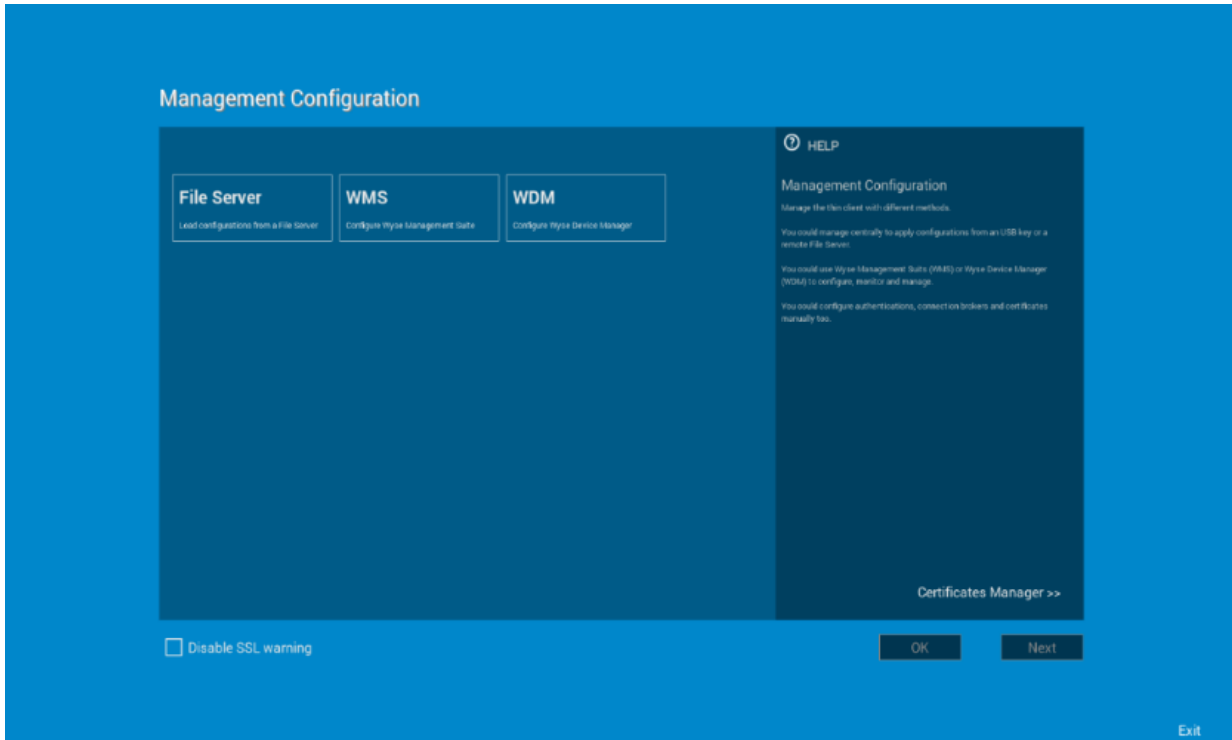 Management Configuration
HELP
File Server
WMS
WDM
Load configurations from a File Server
Configure Wyse Management Suite
Configure Wyse Device Manager
Management Configuration
Manage the thin client with different methods.
You could manage centrally to apply configurations from an USB key or a
remote File Server.
You could use Wyse Management Suite (WMS) or Wyse Device Manager
(WDM) to configure, monitor and manage.
You could configure authentications, connection brokers and certificates
manually too.
Certificates Manager >>
Disable SSL warning
OK
Next
Exit